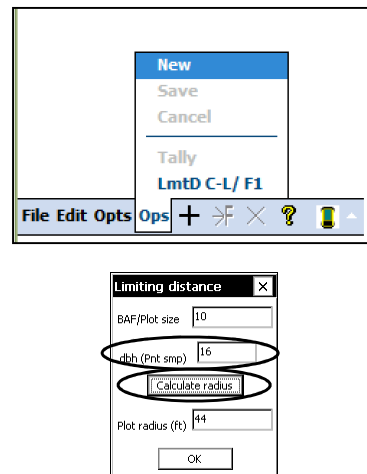 New
Save
Cancel
Tally
LmtD C-L/ F1
File Edit Opts Ops
Limiting distance
BAF/Plot size 10
dbh (Pnt smp) 16
Calculate radius
Plot radius (ft) 44
OK